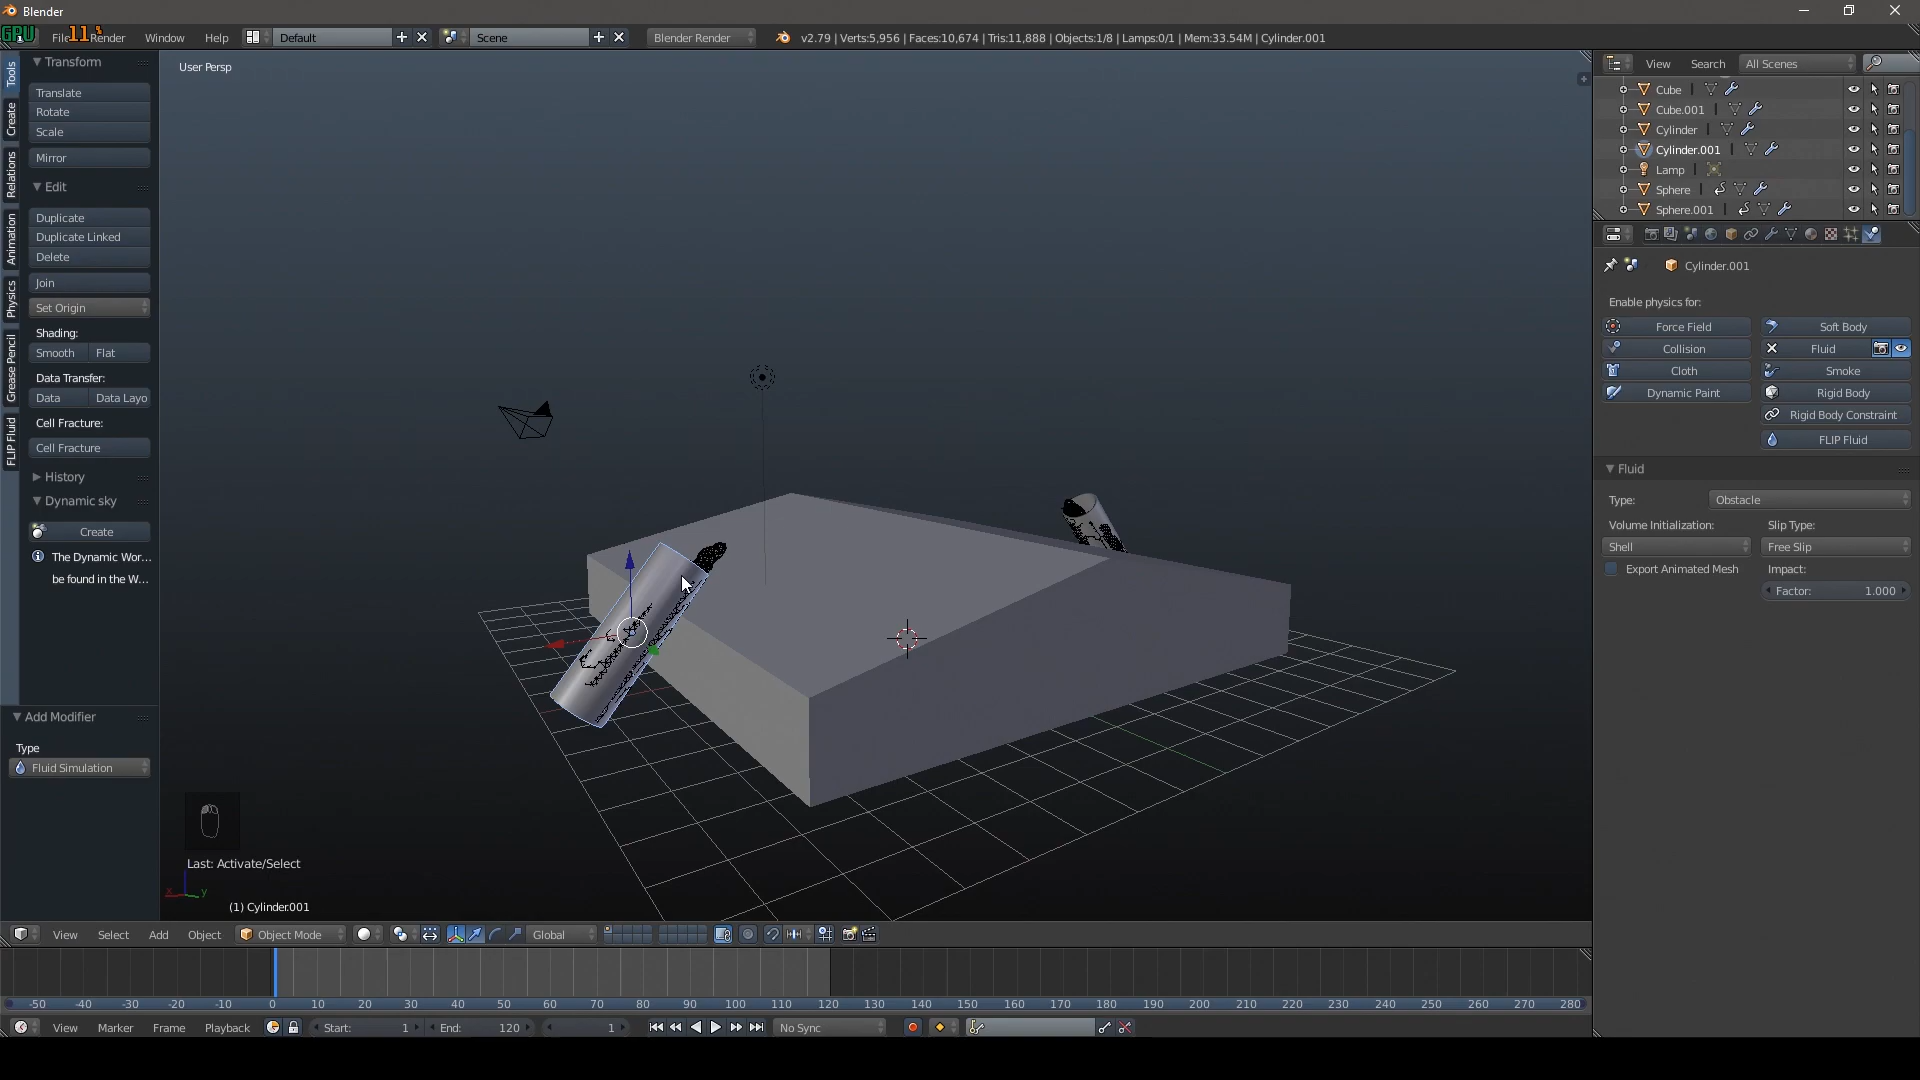 Blender
GPU 11 %
File Render Window Help Default Scene Blender Render v2.79 | Verts:5,956 | Faces:10,674 | Tris:11,888 | Objects:1/8 | Lamps:0/1 | Mem:33.54M | Cylinder.001
Tools
Create
Relations
Animation
Physics
Grease Pencil
FLIP Fluid
Transform
Translate
Rotate
Scale
Mirror
Edit
Duplicate
Duplicate Linked
Delete
Join
Set Origin
Shading:
Smooth Flat
Data Transfer:
Data Data Layo
Cell Fracture:
Cell Fracture
History
Dynamic sky
Create
The Dynamic Wor...
be found in the W...
Add Modifier
Type
Fluid Simulation
User Persp
Last: Activate/Select
x y
(1) Cylinder.001
View Select Add Object Object Mode Global
View Search All Scenes
Cube
Cube.001
Cylinder
Cylinder.001
Lamp
Sphere
Sphere.001
Cylinder.001
Enable physics for:
Force Field Soft Body
Collision Fluid
Cloth Smoke
Dynamic Paint Rigid Body
Rigid Body Constraint
FLIP Fluid
Fluid
Type: Obstacle
Volume Initialization: Slip Type:
Shell Free Slip
Export Animated Mesh Impact:
Factor: 1.000
-50 -40 -30 -20 -10 0 10 20 30 40 50 60 70 80 90 100 110 120 130 140 150 160 170 180 190 200 210 220 230 240 250 260 270 280
View Marker Frame Playback Start: 1 End: 120 1 No Sync